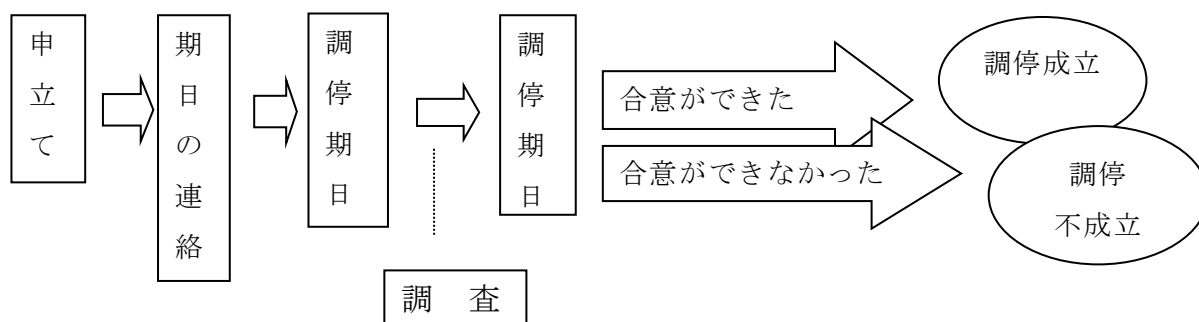 申立て
期日の連絡
調停期日
調停期日
合意ができた
合意ができなかった
調停成立
調停
不成立
調 査